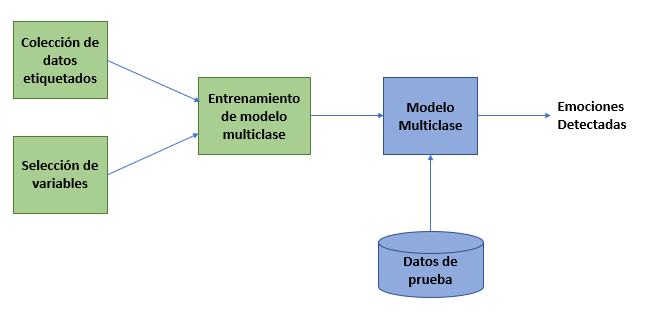 Colección de
datos
etiquetados
Selección de
variables
Entrenamiento
de modelo
multiclase
Modelo
Multiclase
Emociones
Detectadas
Datos de
prueba